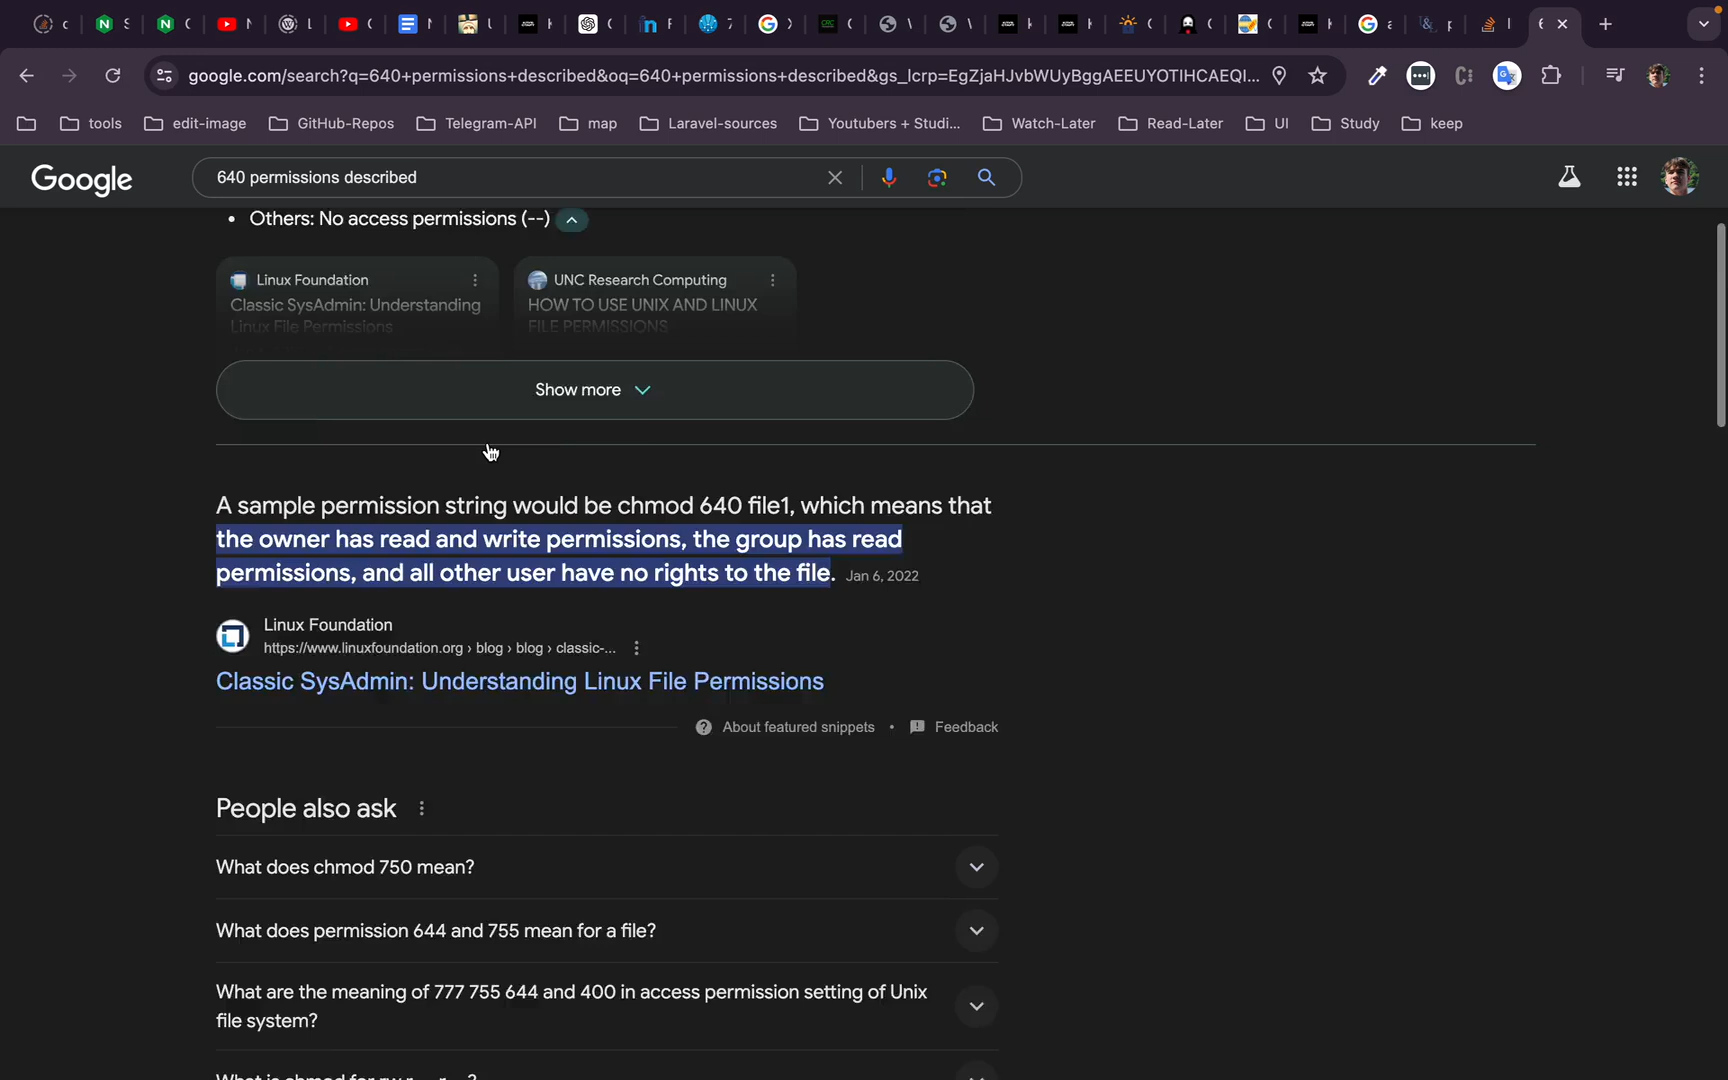 google.com/search?q=640+permissions+described&oq=640+permissions+described&gs_lcrp=EgZjaHJvbWUyBggAEEUYOTIHCAEQI...
tools
edit-image
GitHub-Repos
Telegram-API
map
Laravel-sources
Youtubers + Studi...
Watch-Later
Read-Later
UI
Study
keep
Google
640 permissions described
• Others: No access permissions (--)
Linux Foundation
Classic SysAdmin: Understanding
Linux File Permissions
UNC Research Computing
HOW TO USE UNIX AND LINUX
FILE PERMISSIONS
Show more
A sample permission string would be chmod 640 file1, which means that
the owner has read and write permissions, the group has read
permissions, and all other user have no rights to the file. Jan 6, 2022
Linux Foundation
https://www.linuxfoundation.org › blog › blog › classic-...
Classic SysAdmin: Understanding Linux File Permissions
About featured snippets • Feedback
People also ask
What does chmod 750 mean?
What does permission 644 and 755 mean for a file?
What are the meaning of 777 755 644 and 400 in access permission setting of Unix
file system?